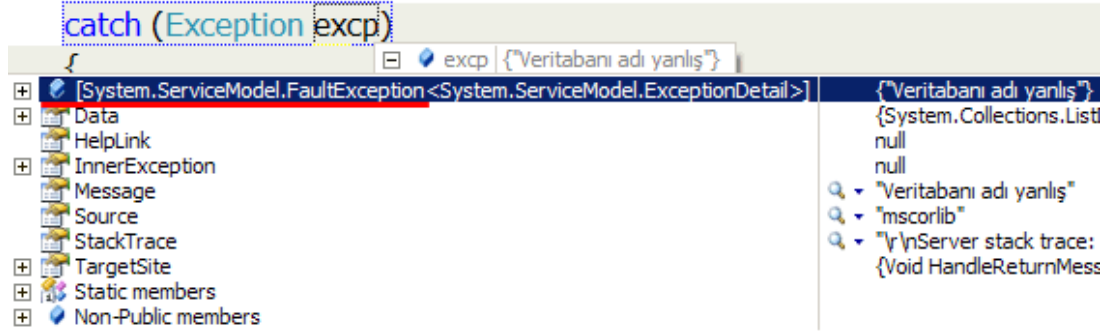 catch (Exception excp)
{ excp {"Veritabanı adı yanlış"}
[System.ServiceModel.FaultException<System.ServiceModel.ExceptionDetail>] {"Veritabanı adı yanlış"}
Data {System.Collections.Listl
HelpLink null
InnerException null
Message "Veritabanı adı yanlış"
Source "mscorlib"
StackTrace "\r\nServer stack trace:
TargetSite {Void HandleReturnMess
Static members
Non-Public members